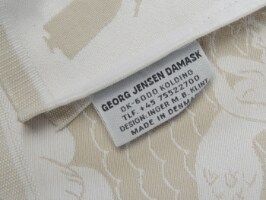 GEORG JENSEN DAMASK
DK-6000 KOLDING
TLF. +45 75522700
DESIGN: INGER M. B. KLINT
MADE IN DENMARK